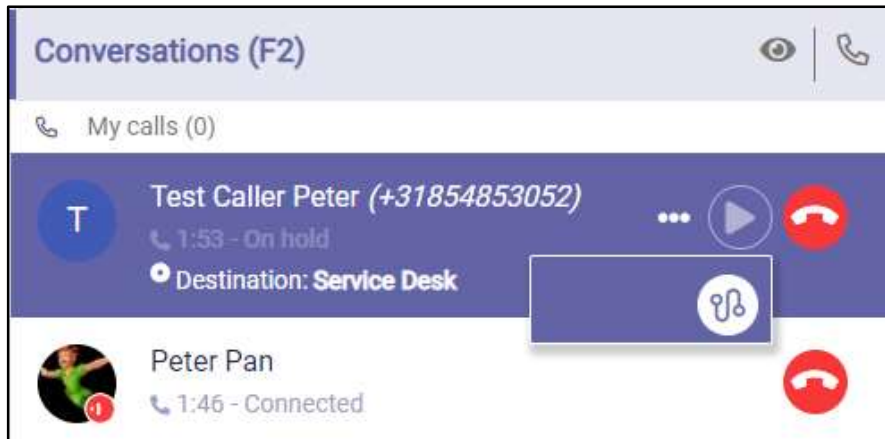 Conversations (F2)
My calls (0)
Test Caller Peter (+31854853052)
1:53 - On hold
Destination: Service Desk
T
Peter Pan
1:46 - Connected